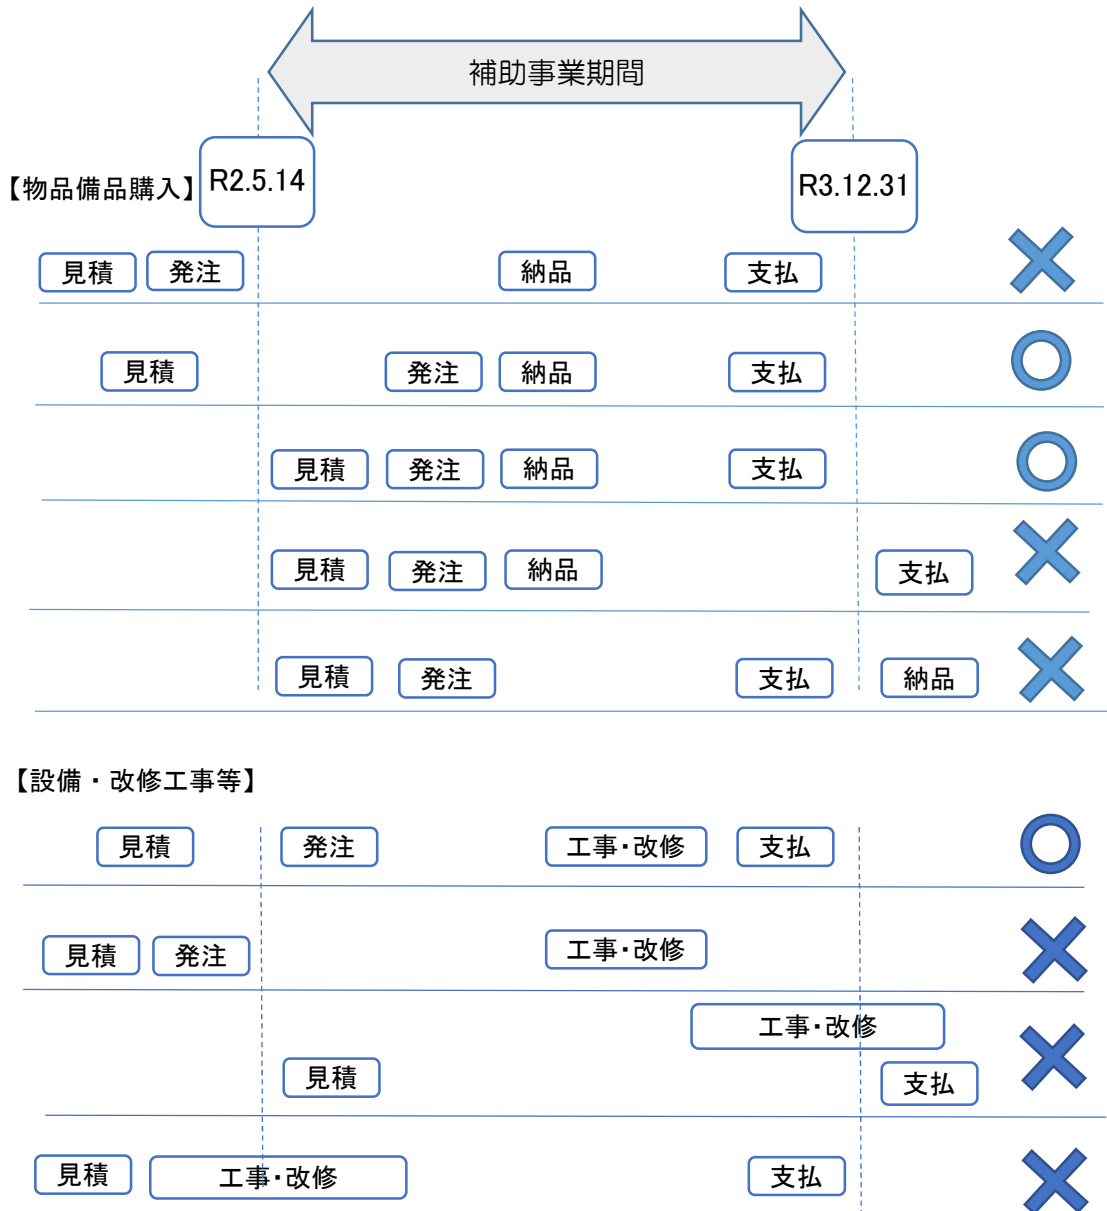 補助事業期間
【物品備品購入】 R2.5.14 R3.12.31
見積 発注 納品 支払
見積 発注 納品 支払
見積 発注 納品 支払
見積 発注 納品 支払
見積 発注 支払 納品
【設備・改修工事等】
見積 発注 工事・改修 支払
見積 発注 工事・改修
工事・改修
見積 支払
見積 工事・改修 支払